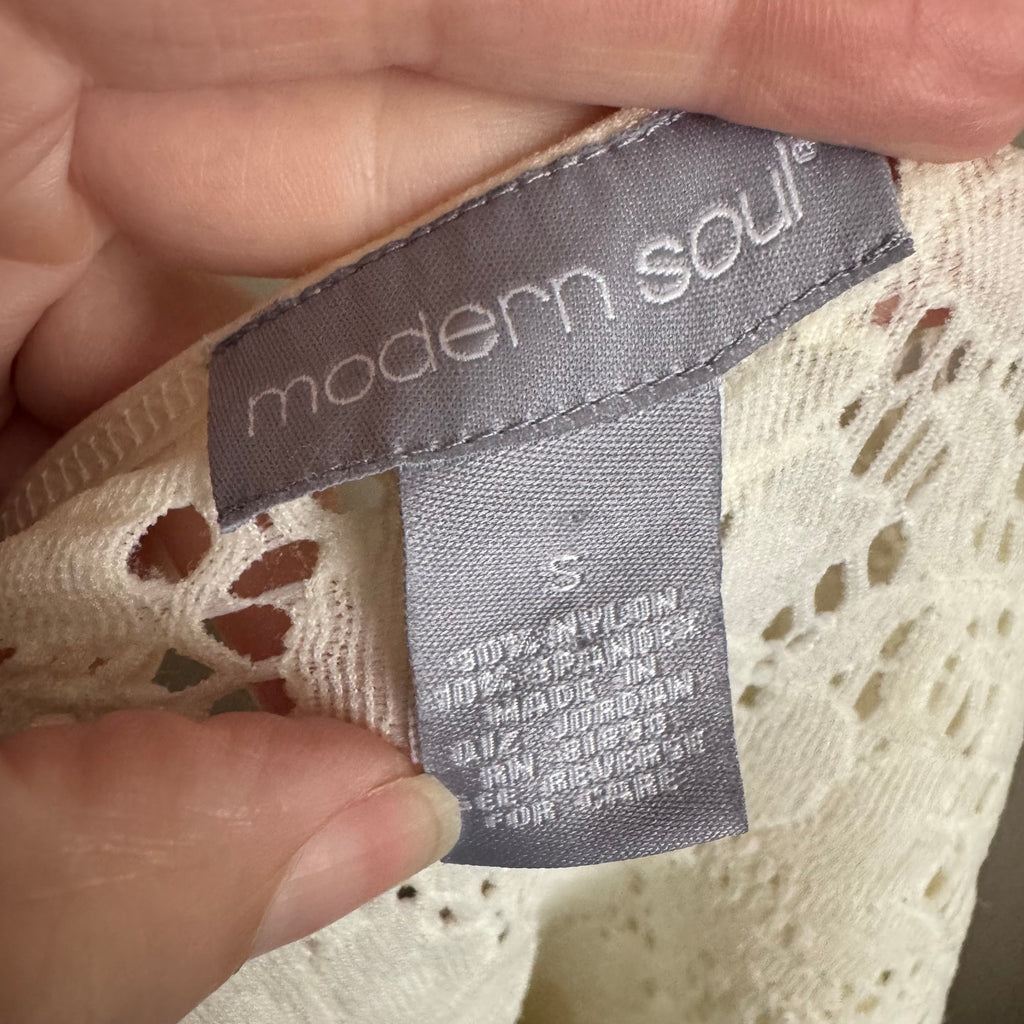 modern soul®
S
90% NYLON
10% SPANDEX
MADE IN
JORDAN
RN
SEE REVERSE
FOR CARE